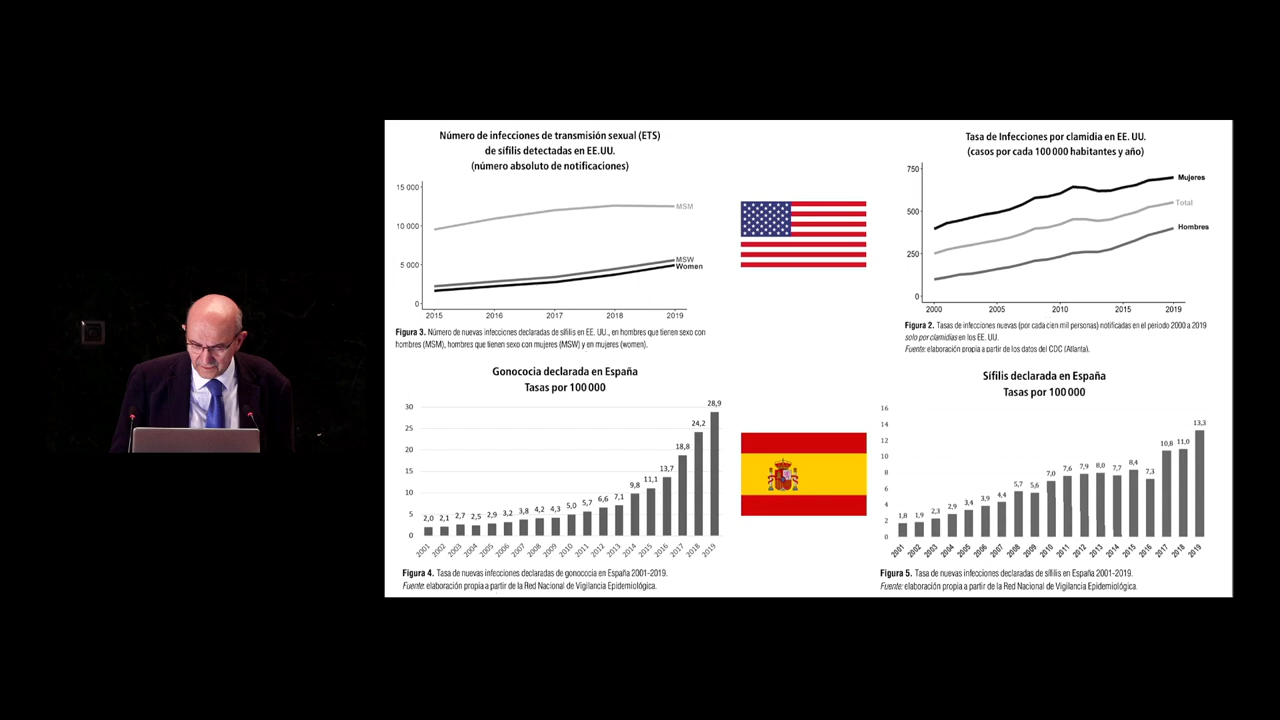 Número de infecciones de transmisión sexual (ETS)
de sífilis detectadas en EE.UU.
(número absoluto de notificaciones)
15 000
10 000
5 000
0
MSM
MSW
Women
2015 2016 2017 2018 2019
Figura 3. Número de nuevas infecciones declaradas de sífilis en EE. UU., en hombres que tienen sexo con
hombres (MSM), hombres que tienen sexo con mujeres (MSW) y en mujeres (women).
Tasa de Infecciones por clamidia en EE. UU.
(casos por cada 100 000 habitantes y año)
750
500
250
0
Mujeres
Total
Hombres
2000 2005 2010 2015 2019
Figura 2. Tasas de infecciones nuevas (por cada cien mil personas) notificadas en el periodo 2000 a 2019
solo por clamidias en los EE. UU.
Fuente: elaboración propia a partir de los datos del CDC (Atlanta).
Gonococia declarada en España
Tasas por 100 000
30
25
20
15
10
5
0
2,0 2,1 2,7 2,5 2,9 3,2 3,8 4,2 4,3 5,0 5,7 6,6 7,1 9,8 11,1 13,7 18,8 24,2 28,9
2001 2002 2003 2004 2005 2006 2007 2008 2009 2010 2011 2012 2013 2014 2015 2016 2017 2018 2019
Figura 4. Tasa de nuevas infecciones declaradas de gonococia en España 2001-2019.
Fuente: elaboración propia a partir de la Red Nacional de Vigilancia Epidemiológica.
Sífilis declarada en España
Tasas por 100 000
16
14
12
10
8
6
4
2
0
1,8 1,9 2,3 2,9 3,4 3,9 4,4 5,7 5,6 7,0 7,6 7,9 8,0 7,7 8,4 7,3 10,8 11,0 13,3
2001 2002 2003 2004 2005 2006 2007 2008 2009 2010 2011 2012 2013 2014 2015 2016 2017 2018 2019
Figura 5. Tasa de nuevas infecciones declaradas de sífilis en España 2001-2019.
Fuente: elaboración propia a partir de la Red Nacional de Vigilancia Epidemiológica.